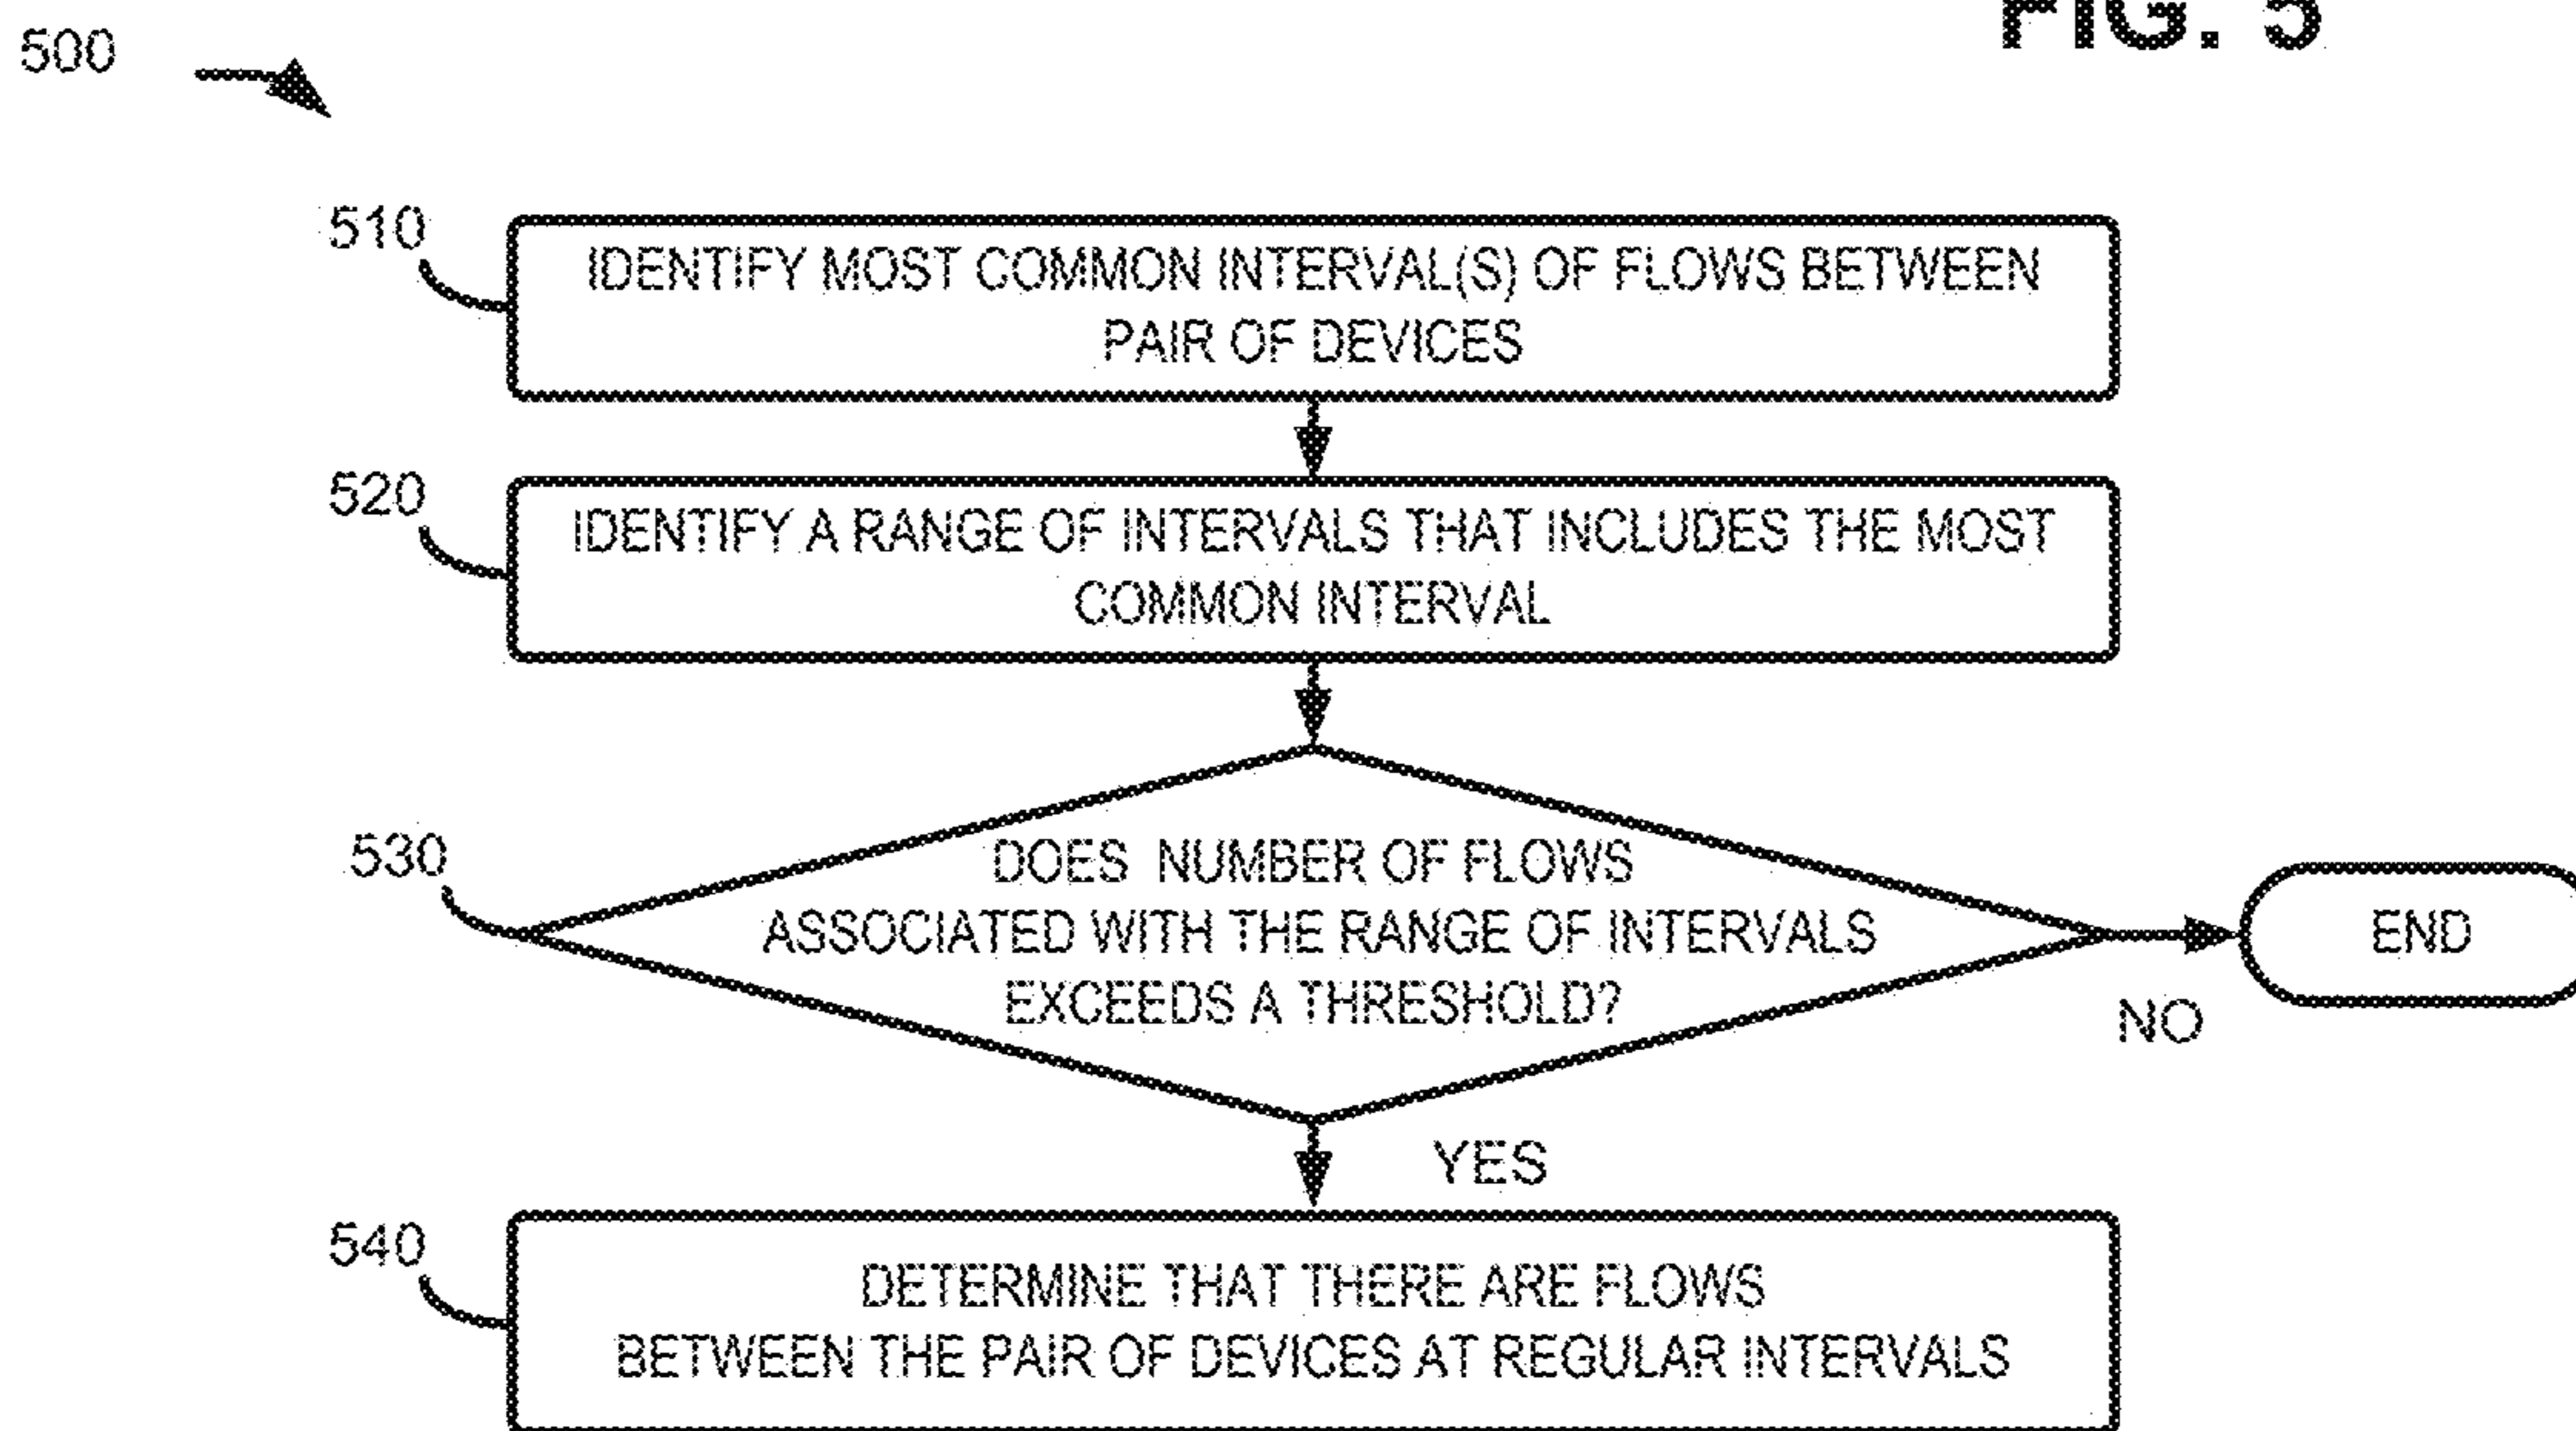 FIG. 5
500
510
IDENTIFY MOST COMMON INTERVAL(S) OF FLOWS BETWEEN
PAIR OF DEVICES
520
IDENTIFY A RANGE OF INTERVALS THAT INCLUDES THE MOST
COMMON INTERVAL
530
DOES NUMBER OF FLOWS
ASSOCIATED WITH THE RANGE OF INTERVALS
EXCEEDS A THRESHOLD?
END
NO
YES
540
DETERMINE THAT THERE ARE FLOWS
BETWEEN THE PAIR OF DEVICES AT REGULAR INTERVALS